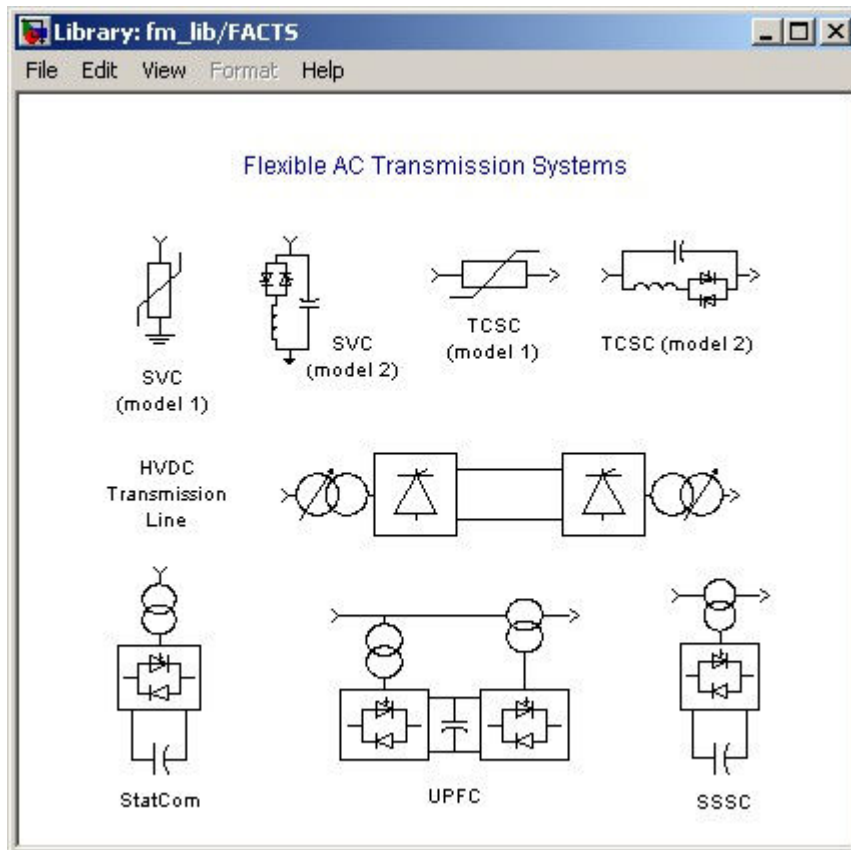 Library: fm_lib/FACTS
File Edit View Format Help
Flexible AC Transmission Systems
SVC
(model 1)
SVC
(model 2)
TCSC
(model 1)
TCSC (model 2)
HVDC
Transmission
Line
StatCom
UPFC
SSSC